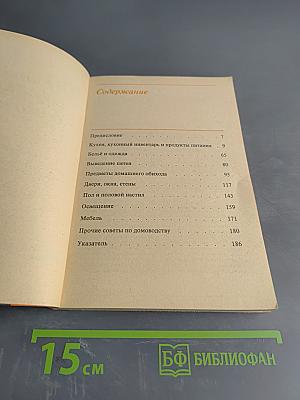 Содержание
Предисловие . . . . . . . . . . 7
Кухня, кухонный инвентарь и продукты питания . 9
Бельё и одежда . . . . . . . . . . 65
Выведение пятен . . . . . . . . . . 80
Предметы домашнего обихода . . . . . . 95
Двери, окна, стены . . . . . . . . . 117
Пол и половой настил . . . . . . . . 143
Освещение . . . . . . . . . . . 159
Мебель . . . . . . . . . . . . 171
Прочие советы по домоводству . . . . . . 180
Указатель . . . . . . . . . . . 186
15 см
БФ БИБЛИОФАН